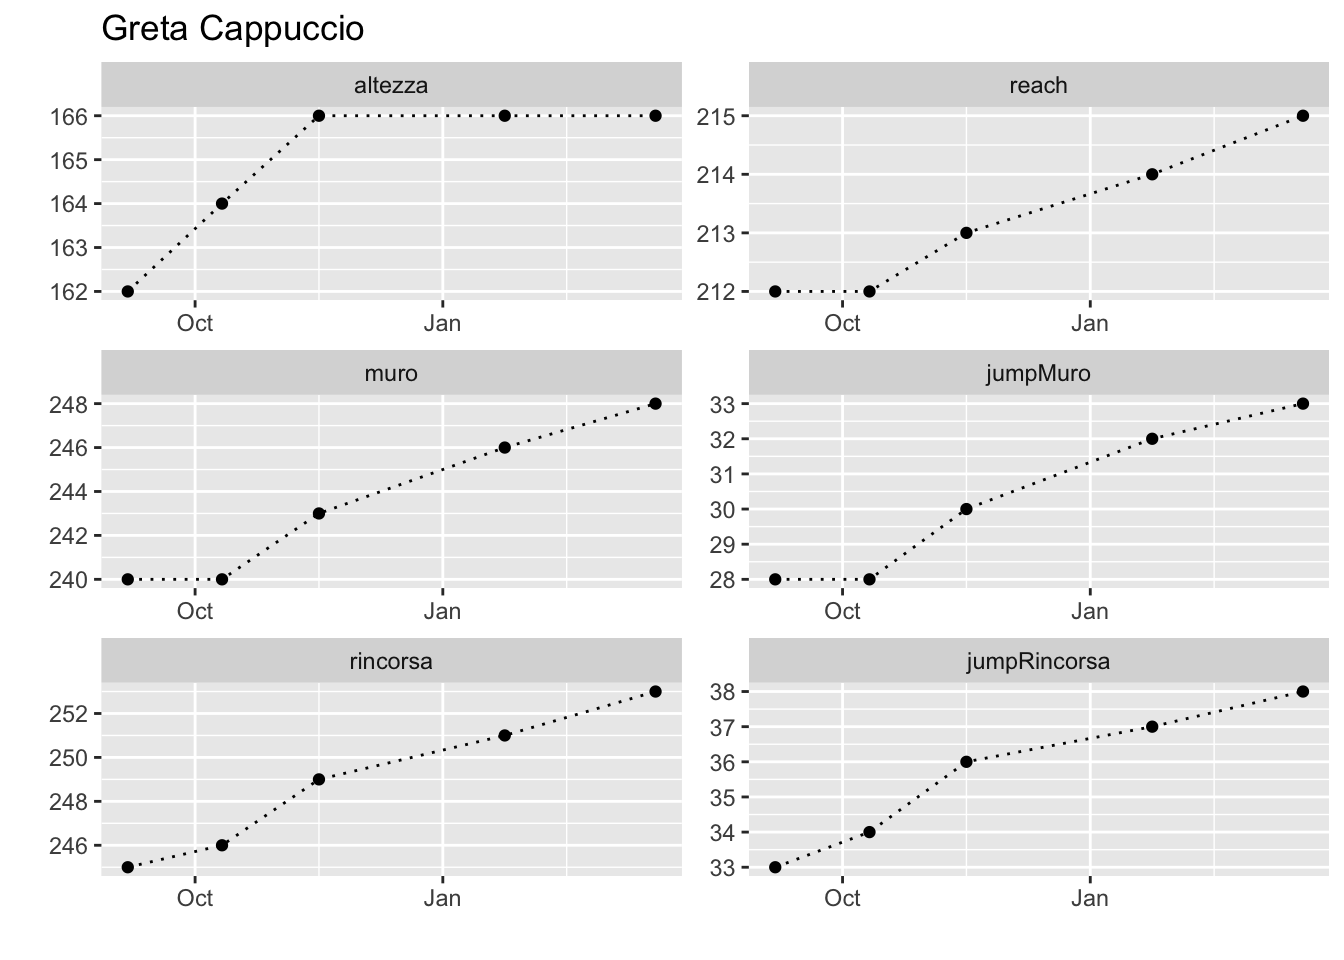 Greta Cappuccio
altezza
166
165
164
163
162
Oct Jan
reach
215
214
213
212
Oct Jan
muro
248
246
244
242
240
Oct Jan
jumpMuro
33
32
31
30
29
28
Oct Jan
rincorsa
252
250
248
246
Oct Jan
jumpRincorsa
38
37
36
35
34
33
Oct Jan